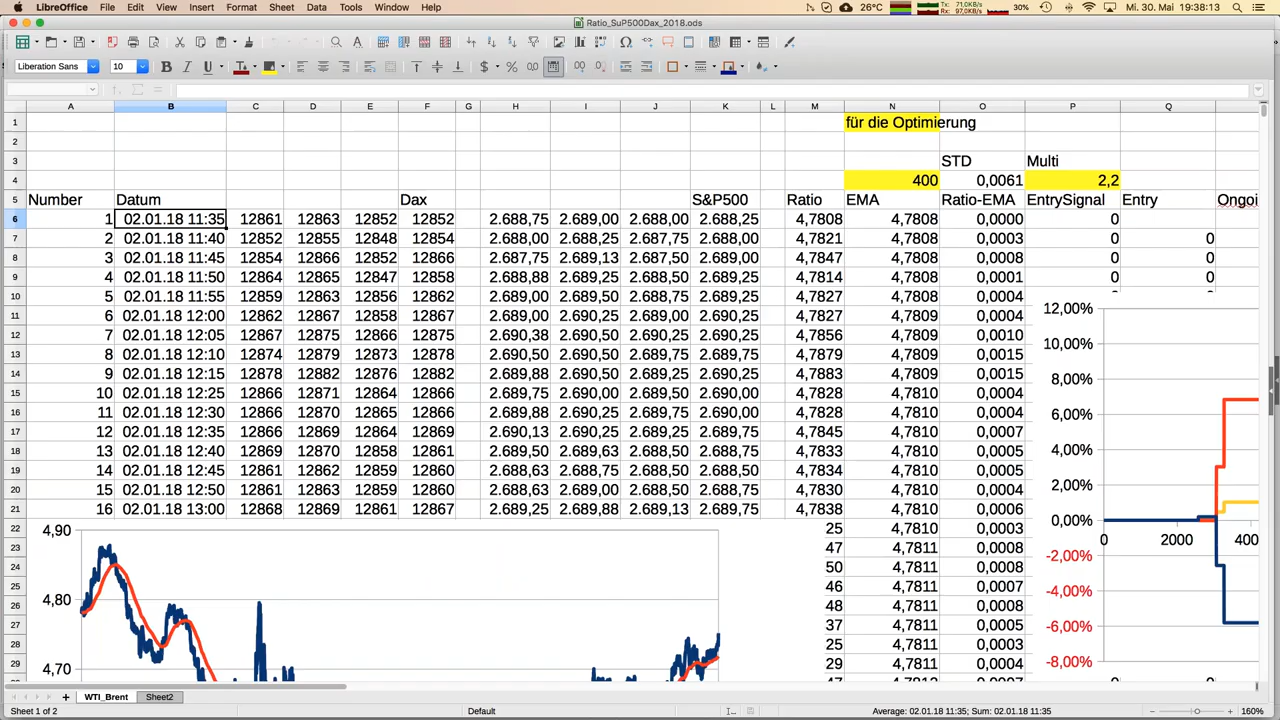 LibreOffice File Edit View Insert Format Sheet Data Tools Window Help 26°C Tx: 71,0KB/s Rx: 97,0KB/s 30% Mi. 30. Mai 19:38:13
Ratio_SuP500Dax_2018.ods
Liberation Sans 10
A B C D E F G H I J K L M N O P Q
1 für die Optimierung
2
3 STD Multi
4 400 0,0061 2,2
5 Number Datum Dax S&P500 Ratio EMA Ratio-EMA EntrySignal Entry Ongoi
6 1 02.01.18 11:35 12861 12863 12852 12852 2.688,75 2.689,00 2.688,00 2.688,25 4,7808 4,7808 0,0000 0
7 2 02.01.18 11:40 12852 12855 12848 12854 2.688,00 2.688,25 2.687,75 2.688,00 4,7821 4,7808 0,0003 0 0
8 3 02.01.18 11:45 12854 12866 12852 12866 2.687,75 2.689,13 2.687,50 2.689,00 4,7847 4,7808 0,0008 0 0
9 4 02.01.18 11:50 12864 12865 12847 12858 2.688,88 2.689,25 2.688,50 2.689,25 4,7814 4,7808 0,0001 0 0
10 5 02.01.18 11:55 12859 12863 12856 12862 2.689,00 2.689,50 2.688,75 2.689,25 4,7827 4,7808 0,0004
11 6 02.01.18 12:00 12862 12867 12858 12867 2.689,00 2.690,25 2.689,00 2.690,25 4,7827 4,7809 0,0004
12 7 02.01.18 12:05 12867 12875 12866 12875 2.690,38 2.690,50 2.689,50 2.690,25 4,7856 4,7809 0,0010
13 8 02.01.18 12:10 12874 12879 12873 12878 2.690,50 2.690,50 2.689,75 2.689,75 4,7879 4,7809 0,0015
14 9 02.01.18 12:15 12878 12882 12876 12882 2.689,88 2.690,50 2.689,25 2.690,50 4,7883 4,7809 0,0015
15 10 02.01.18 12:25 12866 12871 12864 12866 2.689,75 2.690,00 2.689,50 2.690,00 4,7828 4,7810 0,0004
16 11 02.01.18 12:30 12866 12870 12865 12866 2.689,88 2.690,25 2.689,75 2.690,00 4,7828 4,7810 0,0004
17 12 02.01.18 12:35 12866 12869 12864 12869 2.690,13 2.690,25 2.689,50 2.689,75 4,7845 4,7810 0,0007
18 13 02.01.18 12:40 12869 12870 12858 12861 2.689,50 2.689,63 2.688,50 2.688,75 4,7833 4,7810 0,0005
19 14 02.01.18 12:45 12861 12862 12859 12860 2.688,63 2.688,75 2.688,50 2.688,50 4,7834 4,7810 0,0005
20 15 02.01.18 12:50 12861 12863 12859 12860 2.688,63 2.689,00 2.688,50 2.688,75 4,7830 4,7810 0,0004
21 16 02.01.18 13:00 12868 12869 12861 12867 2.689,25 2.689,88 2.689,13 2.689,75 4,7838 4,7810 0,0006
22 25 4,7810 0,0003
23 47 4,7811 0,0008
24 50 4,7811 0,0008
25 46 4,7811 0,0007
26 48 4,7811 0,0008
27 37 4,7811 0,0005
28 25 4,7811 0,0003
29 29 4,7811 0,0004
4,90
4,80
4,70
12,00%
10,00%
8,00%
6,00%
4,00%
2,00%
0,00%
0 2000 400
-2,00%
-4,00%
-6,00%
-8,00%
WTI_Brent Sheet2
Sheet 1 of 2 Default Average: 02.01.18 11:35; Sum: 02.01.18 11:35 160%